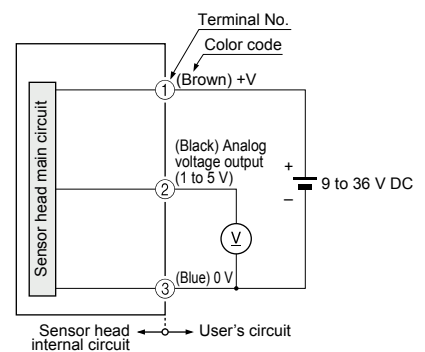 Terminal No.
Color code
1
(Brown) +V
Sensor head main circuit
(Black) Analog
voltage output
(1 to 5 V)
2
+
9 to 36 V DC
−
V
3
(Blue) 0 V
Sensor head
internal circuit
User's circuit